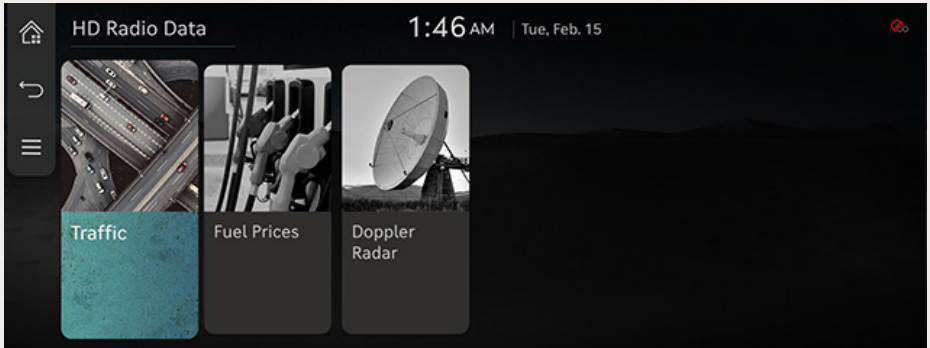 HD Radio Data
1:46 AM
Tue, Feb. 15
Traffic
Fuel Prices
Doppler
Radar